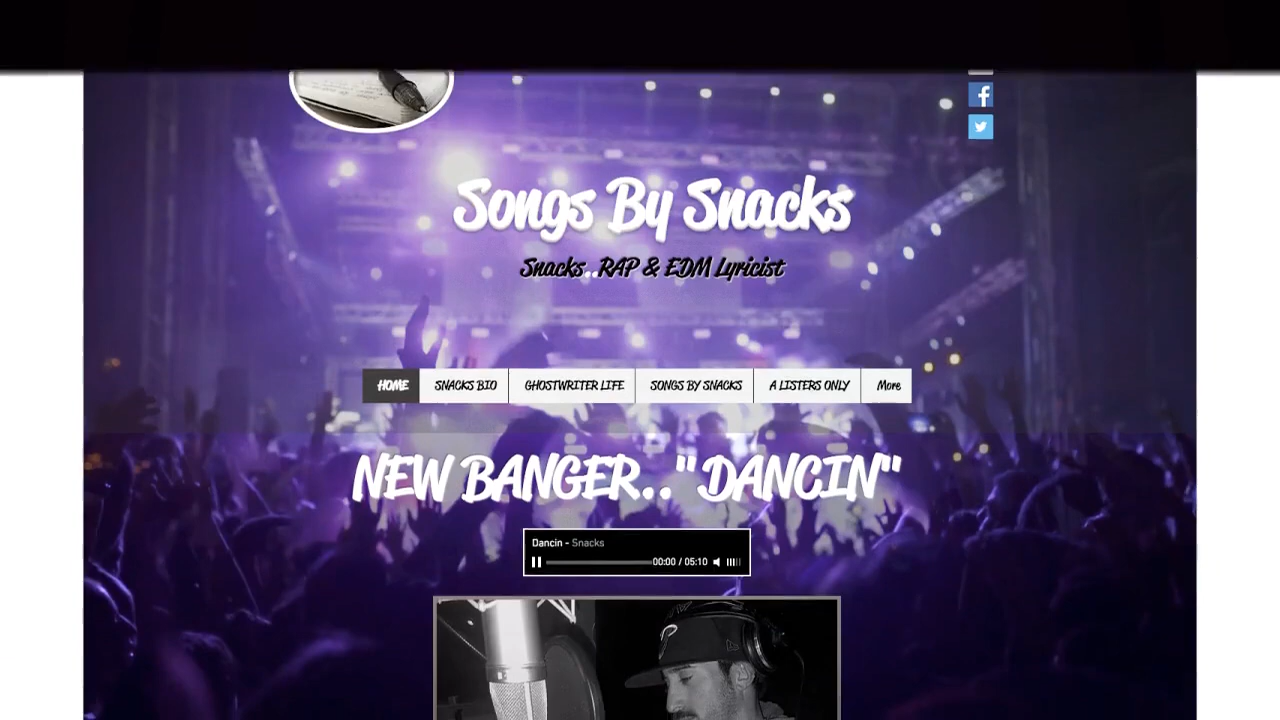 Songs By Snacks
Snacks..RAP & EDM Lyricist
HOME SNACKS BIO GHOSTWRITER LIFE SONGS BY SNACKS A LISTERS ONLY More
NEW BANGER.."DANCIN"
Dancin - Snacks
00:00 / 05:10